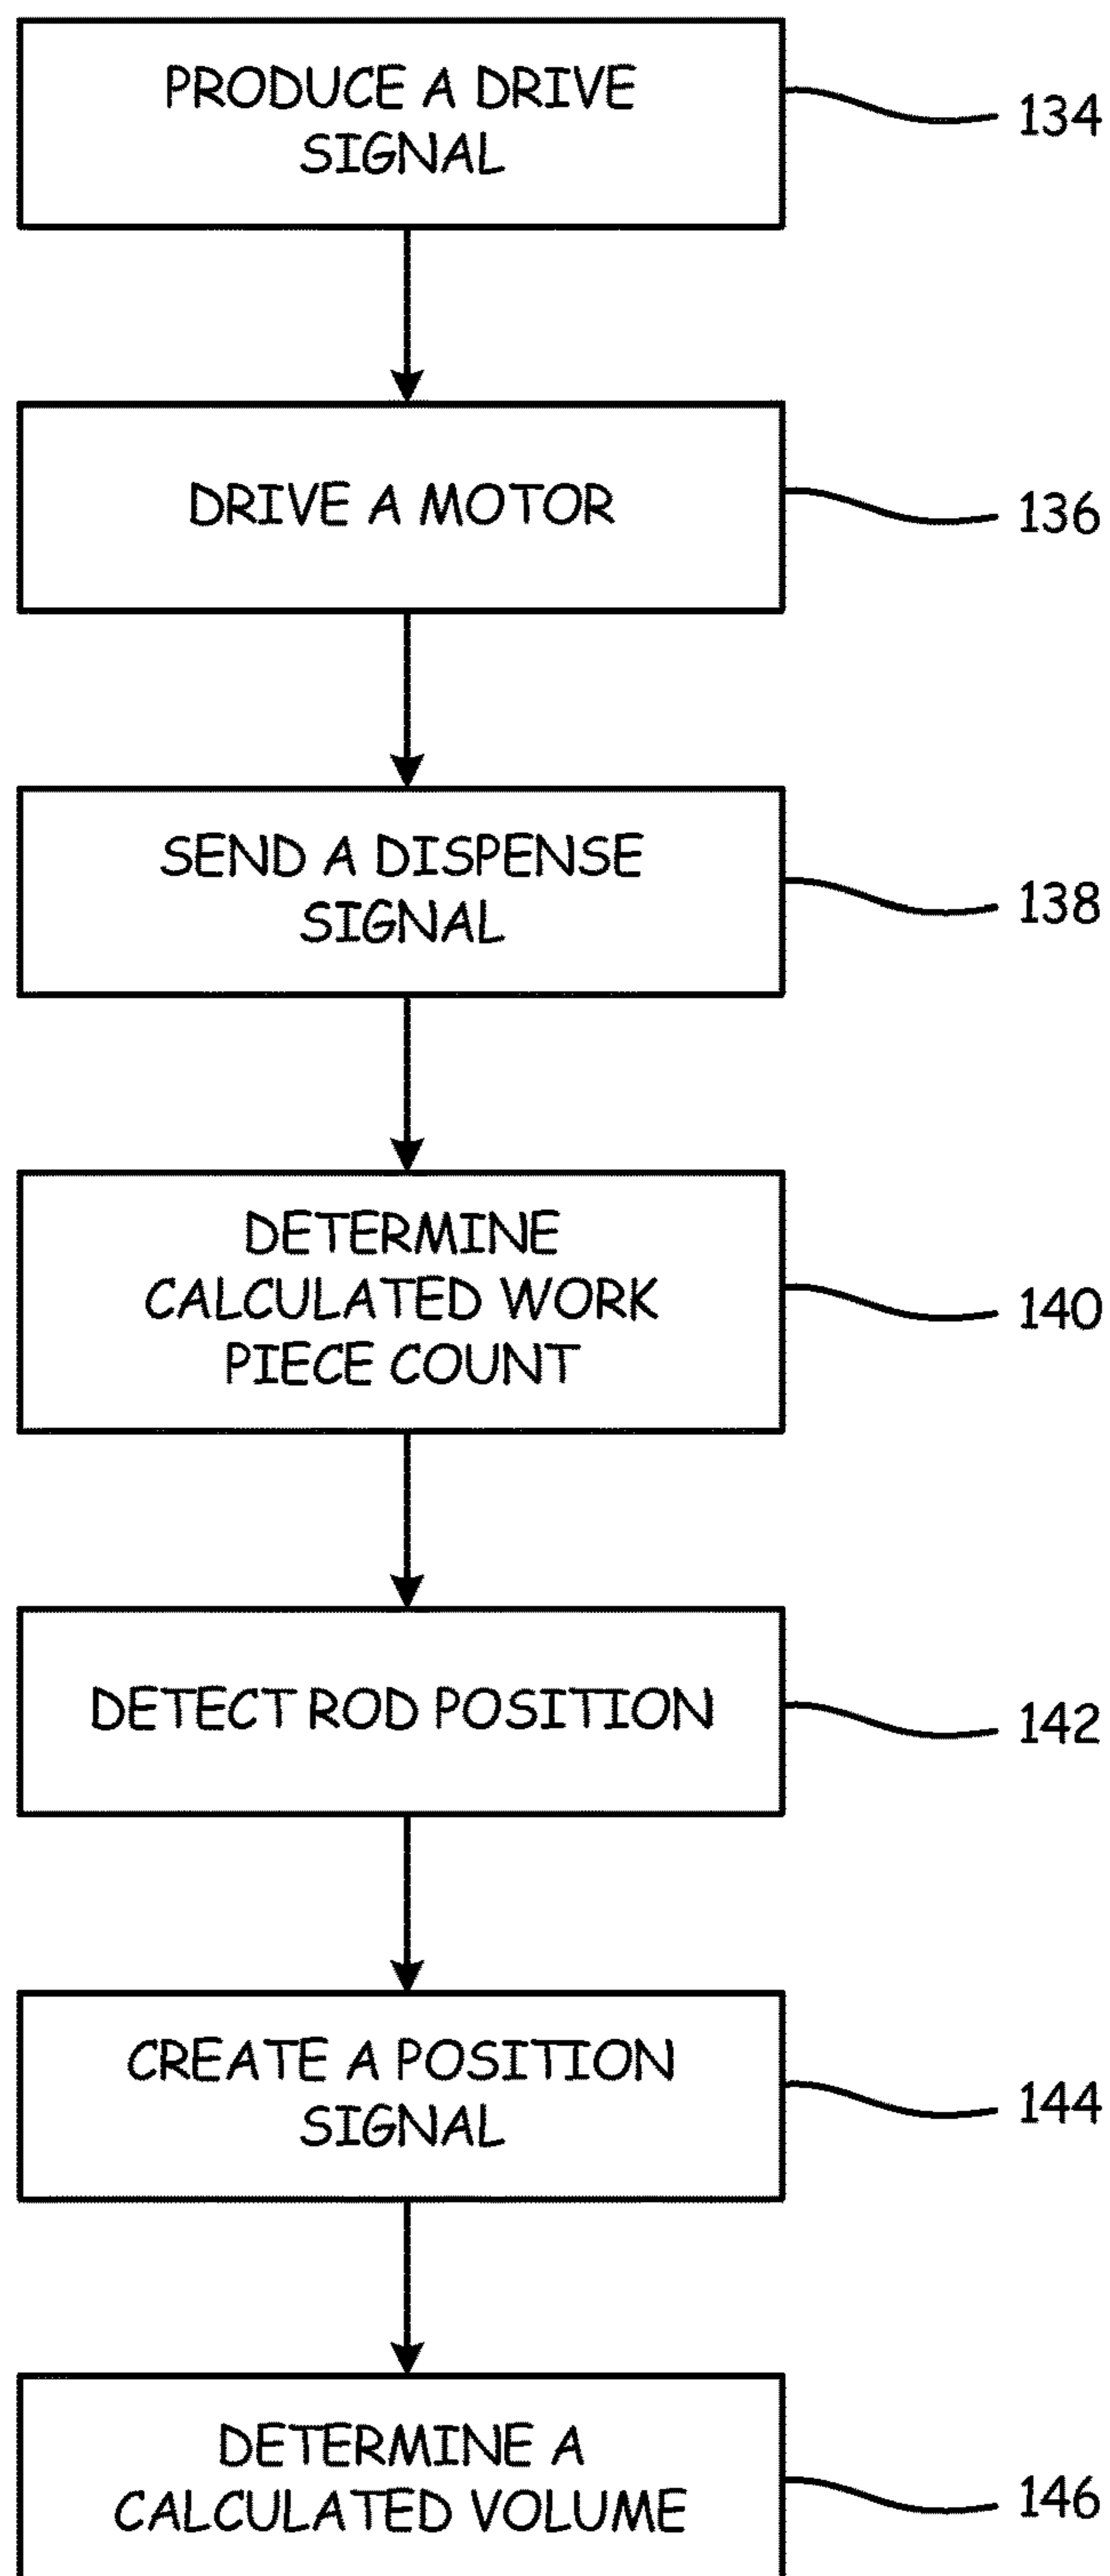 PRODUCE A DRIVE
SIGNAL
134
DRIVE A MOTOR
136
SEND A DISPENSE
SIGNAL
138
DETERMINE
CALCULATED WORK
PIECE COUNT
140
DETECT ROD POSITION
142
CREATE A POSITION
SIGNAL
144
DETERMINE A
CALCULATED VOLUME
146